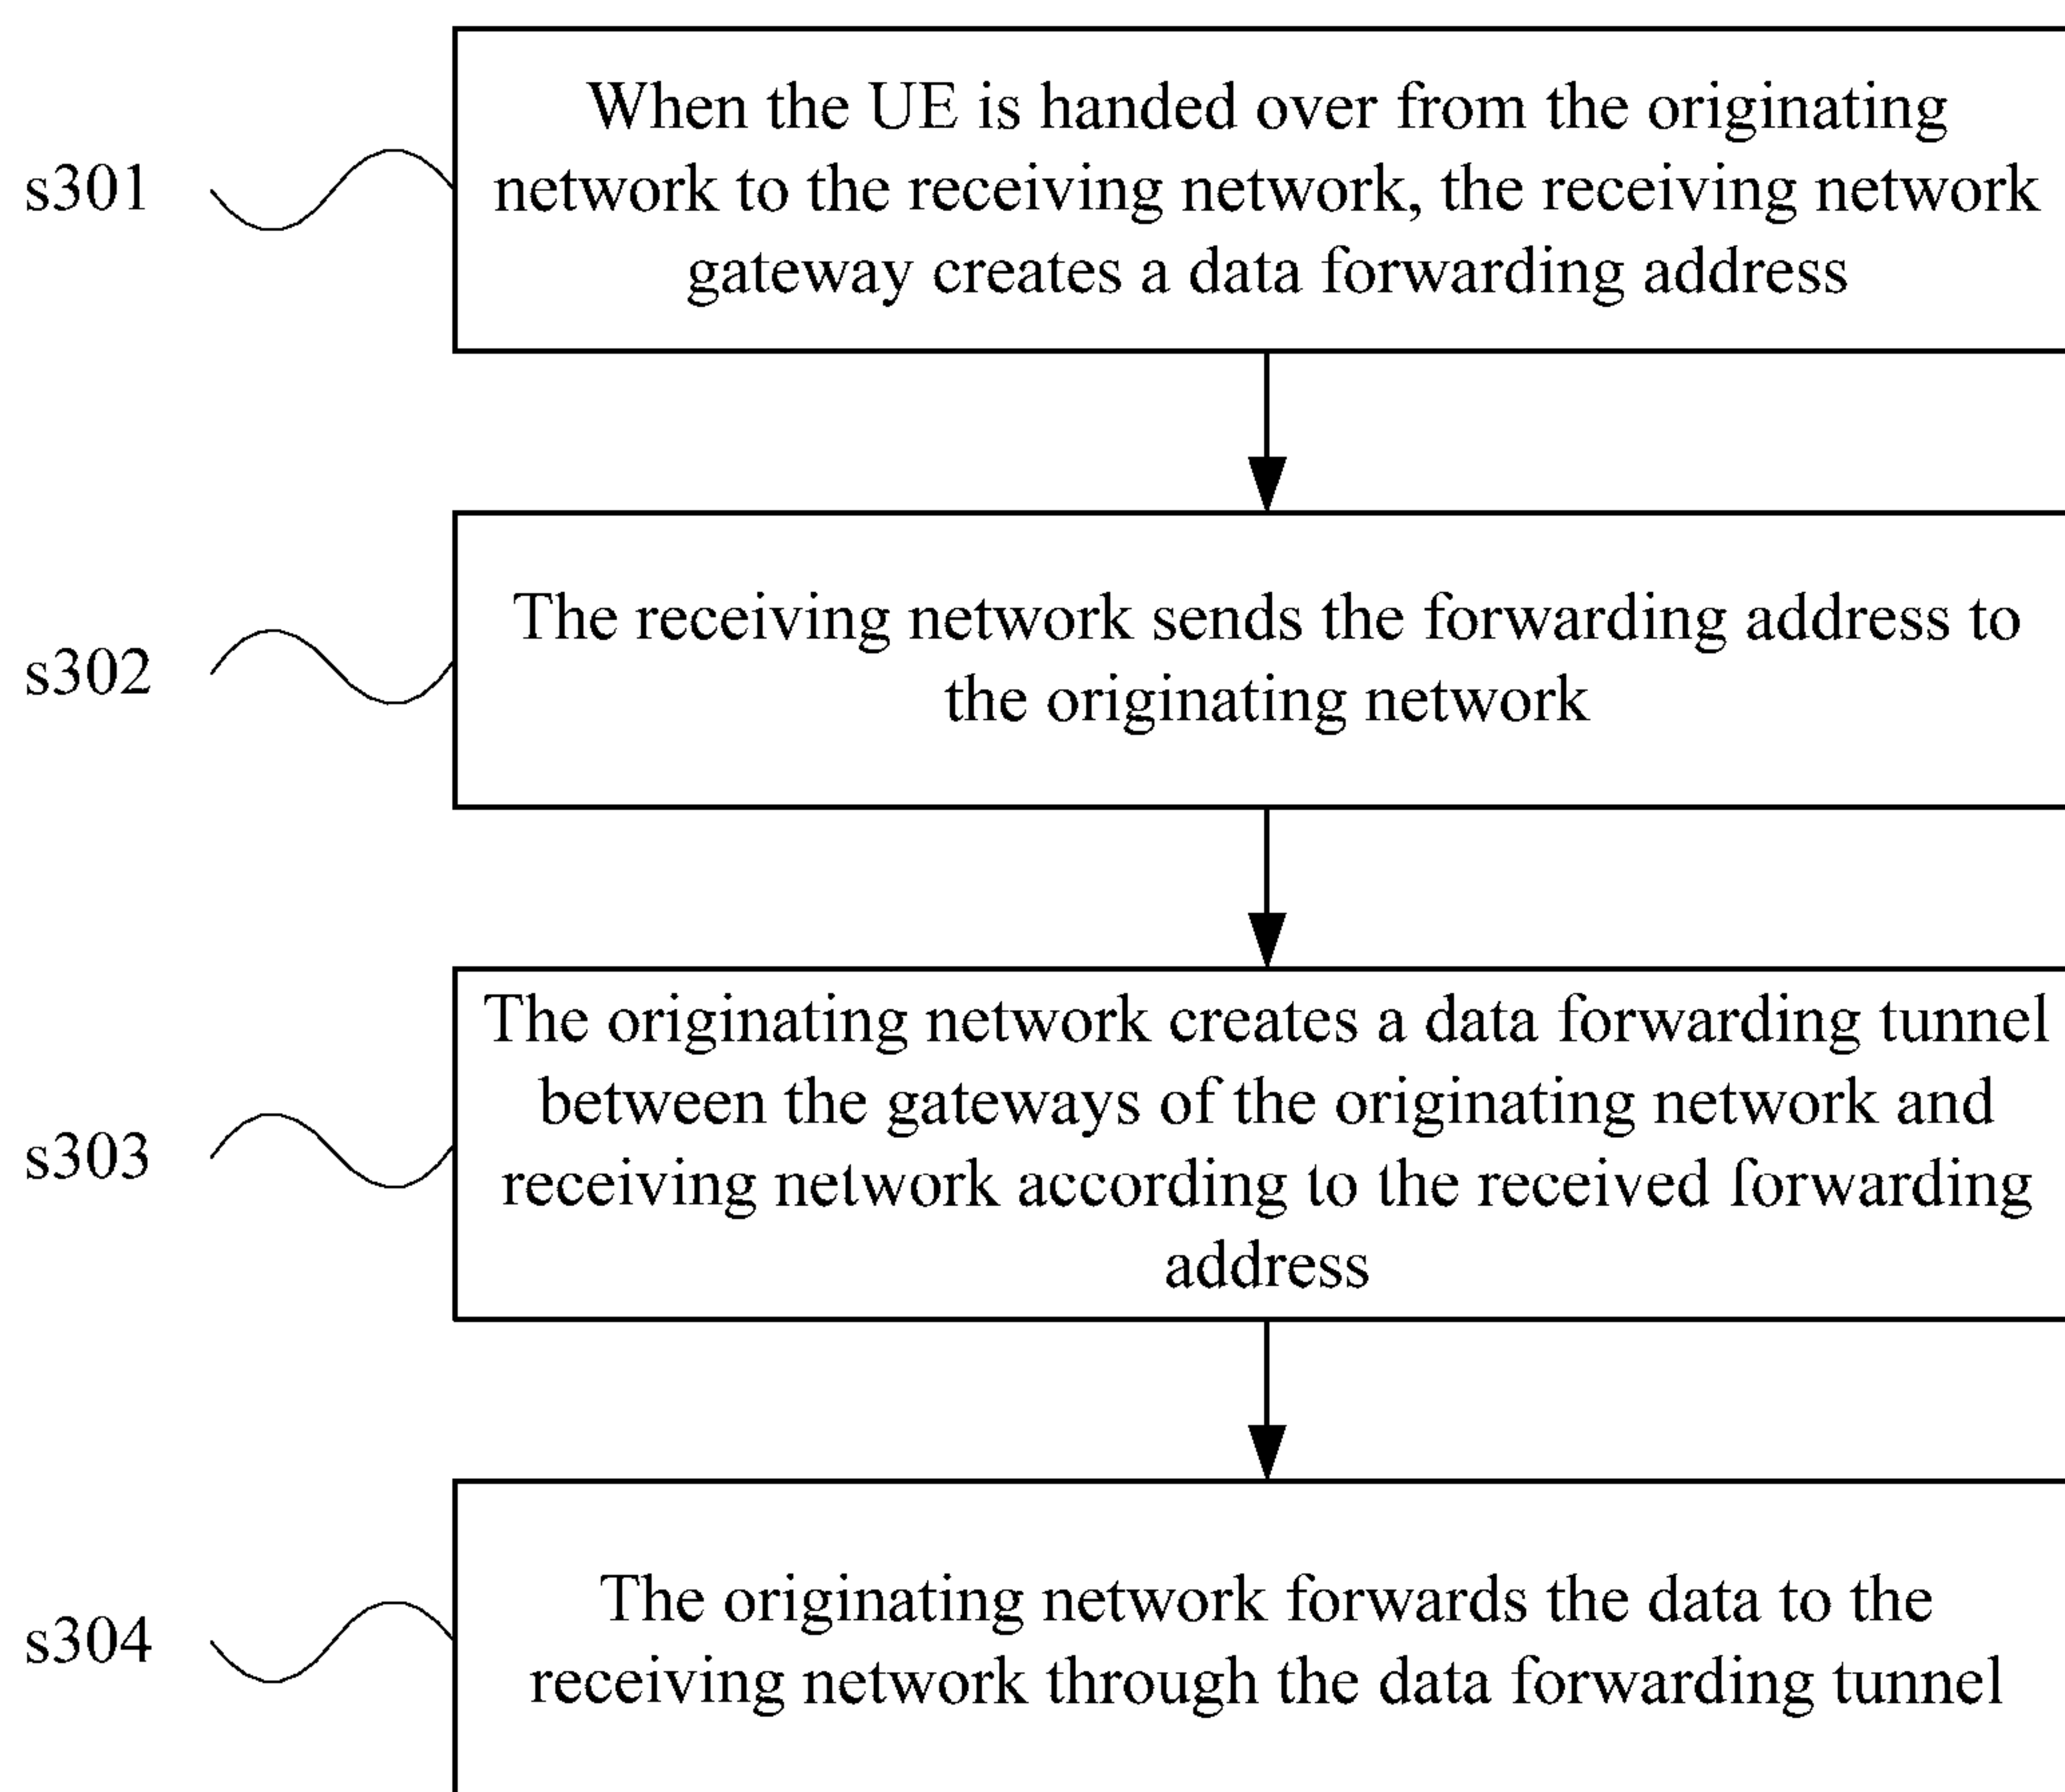 When the UE is handed over from the originating
s301
network to the receiving network, the receiving network
gateway creates a data forwarding address
The receiving network sends the forwarding address to
s302
the originating network
The originating network creates a data forwarding tunnel
between the gateways of the originating network and
s303
receiving network according to the received forwarding
address
The originating network forwards the data to the
s304
receiving network through the data forwarding tunnel